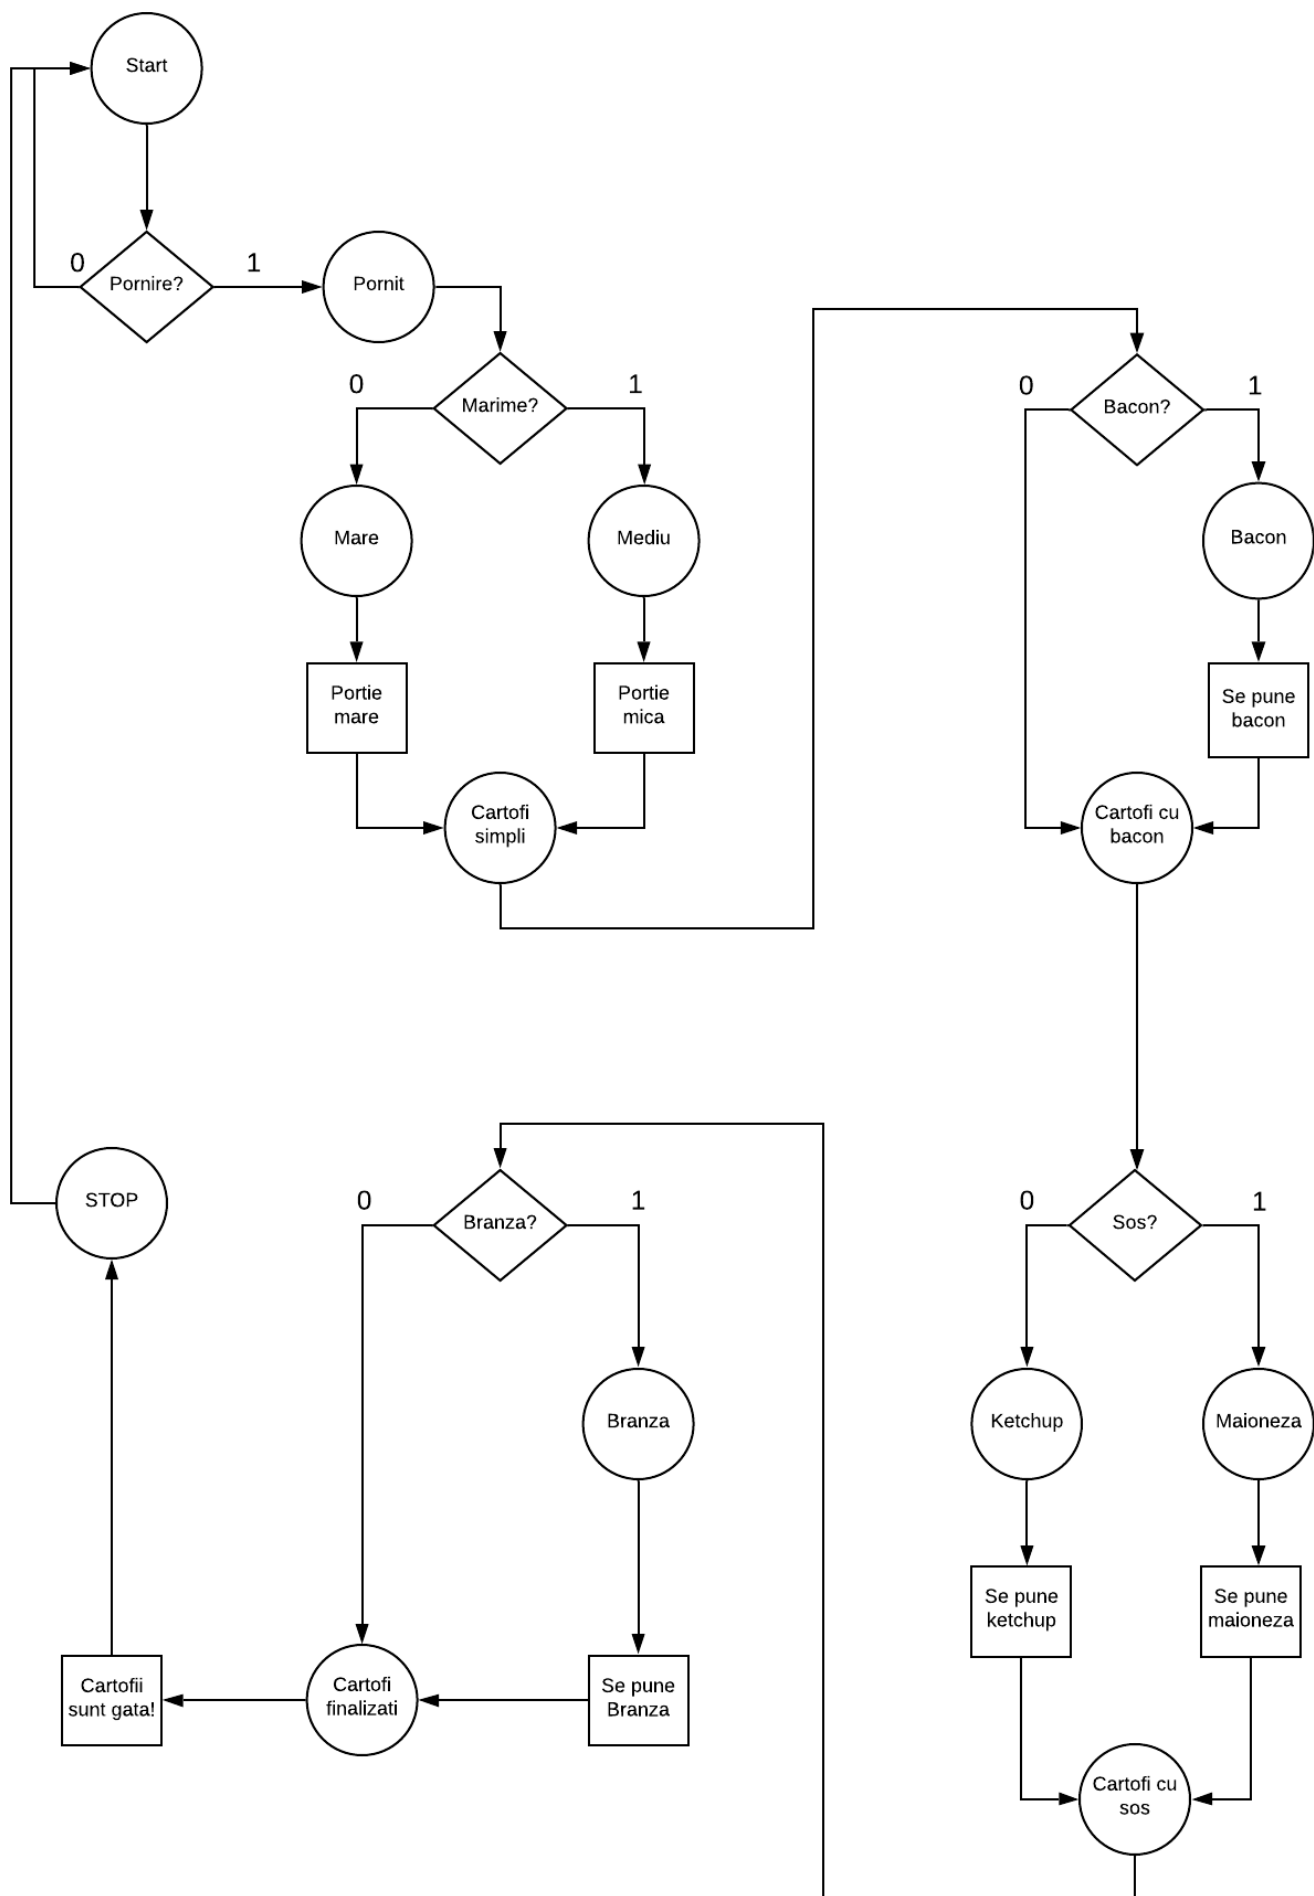 Start
0
Pornire?
1
Pornit
0
Marime?
1
Mare
Mediu
Portie
mare
Portie
mica
Cartofi
simpli
0
Bacon?
1
Bacon
Se pune
bacon
Cartofi cu
bacon
0
Sos?
1
Ketchup
Maioneza
Se pune
ketchup
Se pune
maioneza
Cartofi cu
sos
0
Branza?
1
Branza
Se pune
Branza
Cartofi
finalizati
Cartofii
sunt gata!
STOP